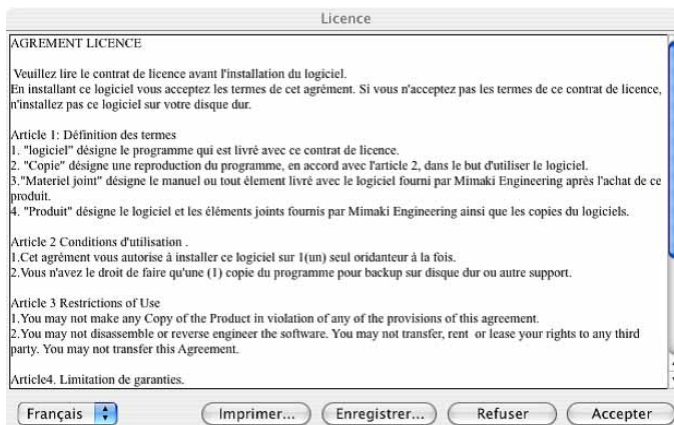 Licence
AGREMENT LICENCE
Veuillez lire le contrat de licence avant l'installation du logiciel.
En installant ce logiciel vous acceptez les termes de cet agrément. Si vous n'acceptez pas les termes de ce contrat de licence,
n'installez pas ce logiciel sur votre disque dur.
Article 1: Définition des termes
1. "logiciel" désigne le programme qui est livré avec ce contrat de licence.
2. "Copie" désigne une reproduction du programme, en accord avec l'article 2, dans le but d'utiliser le logiciel.
3."Materiel joint" désigne le manuel ou tout élement livré avec le logiciel fourni par Mimaki Engineering après l'achat de ce
produit.
4. "Produit" désigne le logiciel et les éléments joints fournis par Mimaki Engineering ainsi que les copies du logiciels.
Article 2 Conditions d'utilisation .
1.Cet agrément vous autorise à installer ce logiciel sur 1(un) seul oridanteur à la fois.
2.Vous n'avez le droit de faire qu'une (1) copie du programme pour backup sur disque dur ou autre support.
Article 3 Restrictions of Use
1.You may not make any Copy of the Product in violation of any of the provisions of this agreement.
2.You may not disassemble or reverse engineer the software. You may not transfer, rent or lease your rights to any third
party. You may not transfer this Agreement.
Article4. Limitation de garanties.
Français Imprimer... Enregistrer... Refuser Accepter